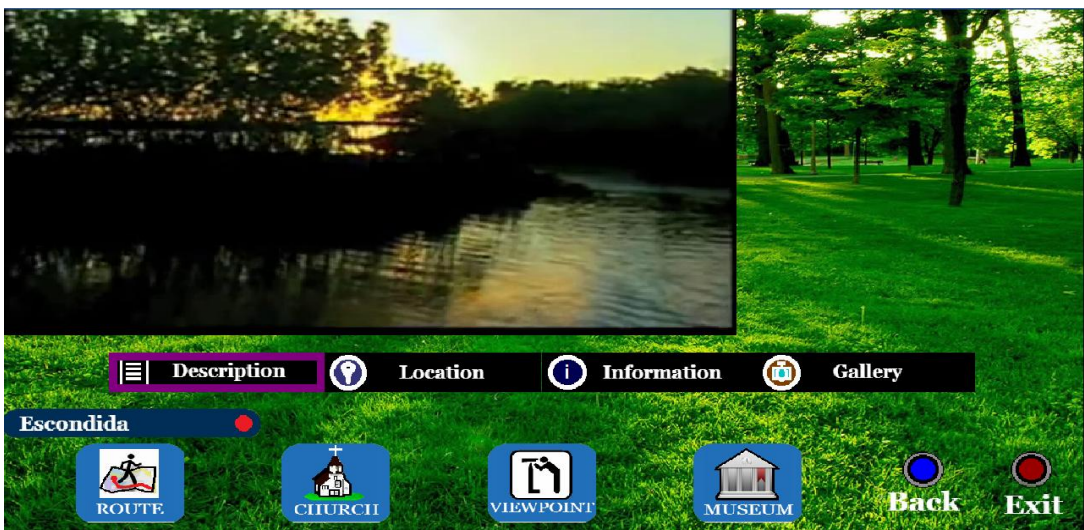 Description Location Information Gallery
Escondida
ROUTE CHURCH VIEWPOINT MUSEUM Back Exit